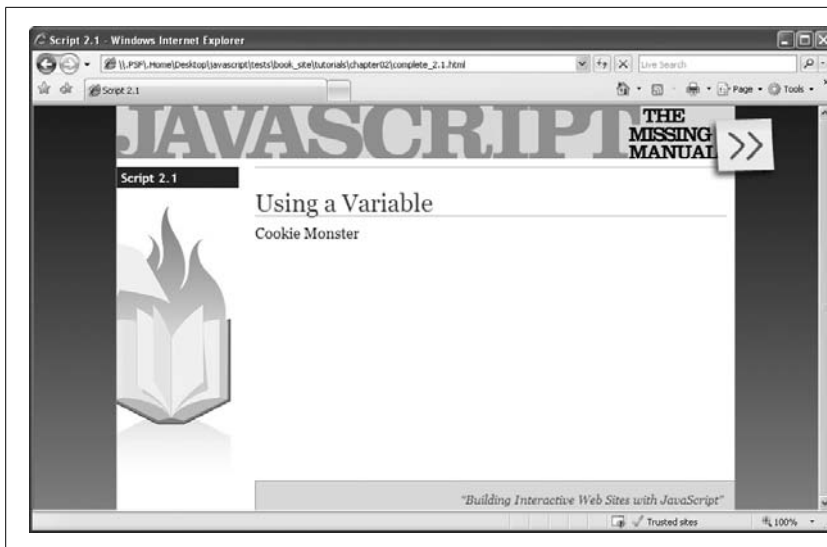 Script 2.1 - Windows Internet Explorer
\\.PSF\.Home\Desktop\javascript\tests\book_site\tutorials\chapter02\complete_2.1.html
Live Search
Script 2.1
Page
Tools
JAVASCRIPT
THE
MISSING
MANUAL
>>
Script 2.1
Using a Variable
Cookie Monster
"Building Interactive Web Sites with JavaScript"
Trusted sites
100%